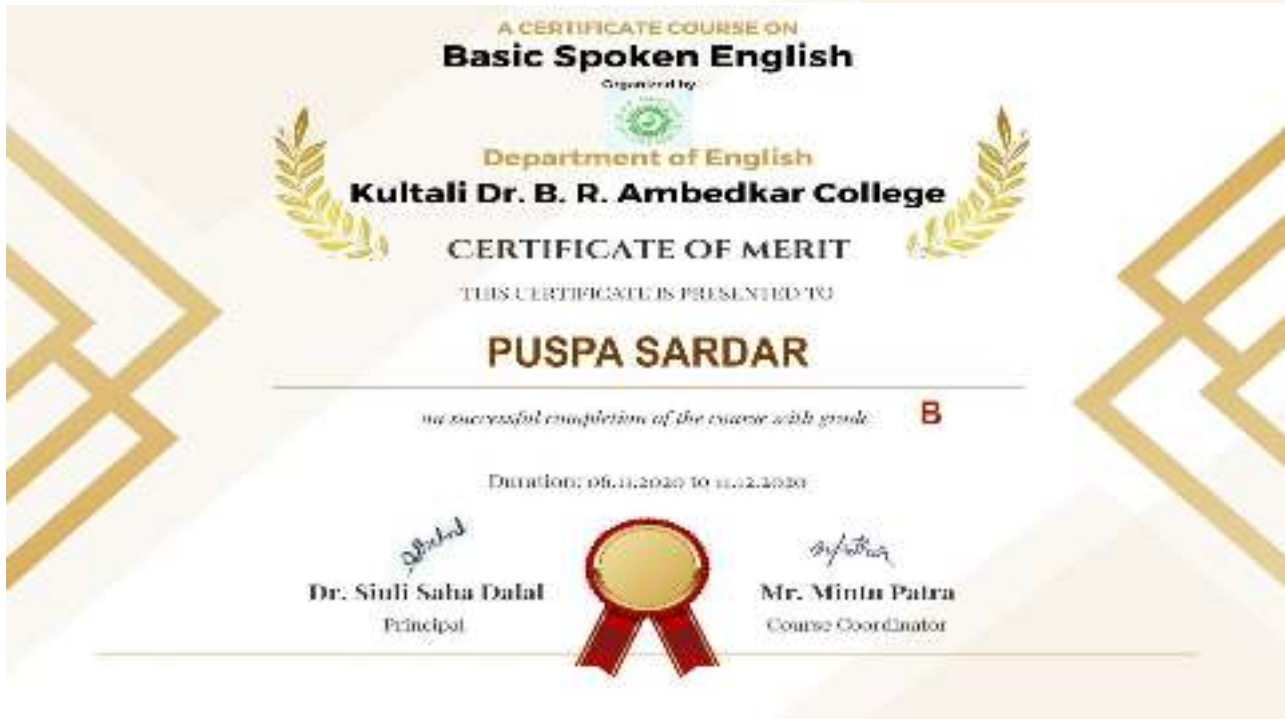 A CERTIFICATE COURSE ON
Basic Spoken English
Organized by
Department of English
Kultali Dr. B. R. Ambedkar College
CERTIFICATE OF MERIT
THIS CERTIFICATE IS PRESENTED TO
PUSPA SARDAR
on successful completion of the course with grade B
Duration: 06.11.2020 to 11.12.2020
Dr. Siuli Saha Dalal
Mr. Mintu Patra
Principal
Course Coordinator